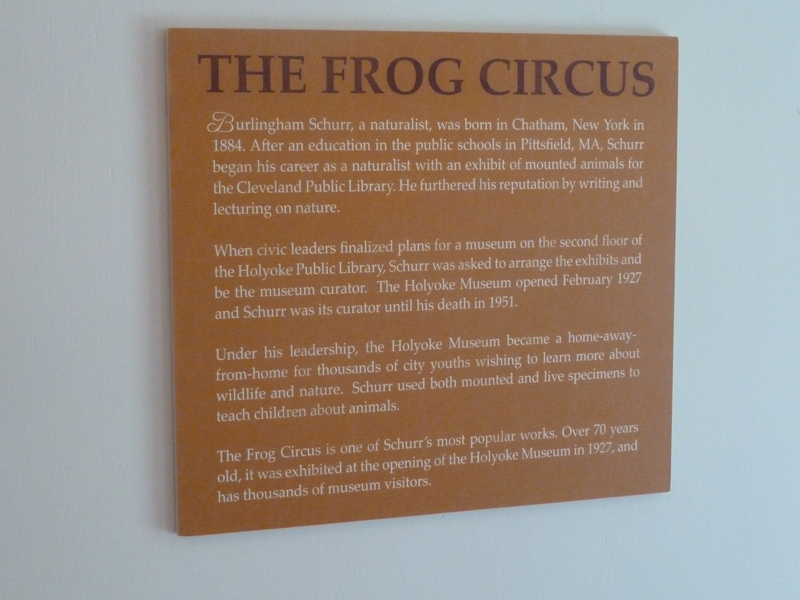 THE FROG CIRCUS
Burlingham Schurr, a naturalist, was born in Chatham, New York in
1884. After an education in the public schools in Pittsfield, MA, Schurr
began his career as a naturalist with an exhibit of mounted animals for
the Cleveland Public Library. He furthered his reputation by writing and
lecturing on nature.
When civic leaders finalized plans for a museum on the second floor of
the Holyoke Public Library, Schurr was asked to arrange the exhibits and
be the museum curator. The Holyoke Museum opened February 1927
and Schurr was its curator until his death in 1951.
Under his leadership, the Holyoke Museum became a home-away-
from-home for thousands of city youths wishing to learn more about
wildlife and nature. Schurr used both mounted and live specimens to
teach children about animals.
The Frog Circus is one of Schurr's most popular works. Over 70 years
old, it was exhibited at the opening of the Holyoke Museum in 1927, and
has thousands of museum visitors.